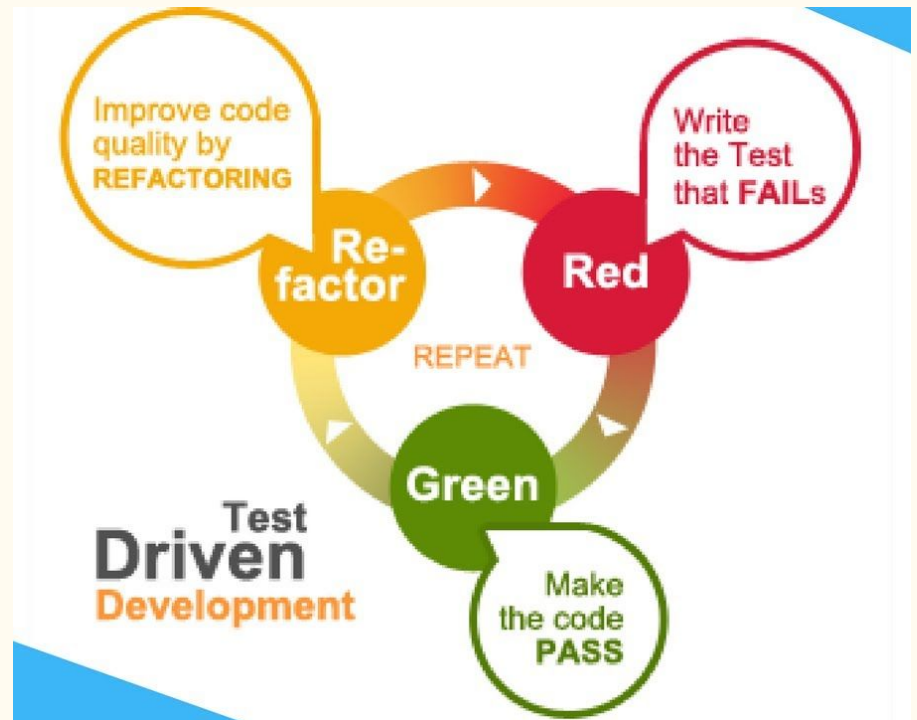 Improve code
quality by
REFACTORING
Write
the Test
that FAILs
Re-
factor
Red
REPEAT
Green
Test
Driven
Development
Make
the code
PASS